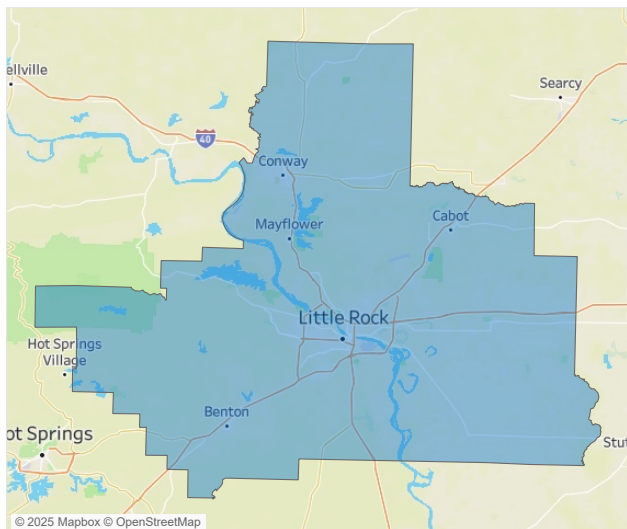 ellville
Searcy
40
Conway
Mayflower
Cabot
Little Rock
Hot Springs
Village
Benton
ot Springs
Stut
© 2025 Mapbox © OpenStreetMap